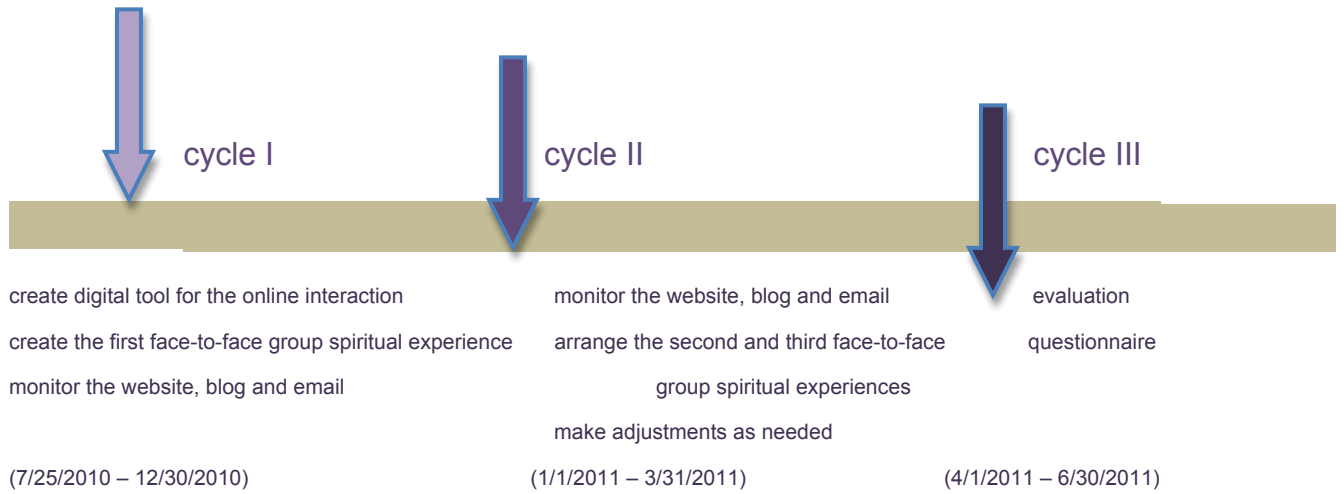 cycle I
cycle II
cycle III
create digital tool for the online interaction
monitor the website, blog and email
evaluation
create the first face-to-face group spiritual experience
arrange the second and third face-to-face
questionnaire
monitor the website, blog and email
group spiritual experiences
make adjustments as needed
(7/25/2010 – 12/30/2010)
(1/1/2011 – 3/31/2011)
(4/1/2011 – 6/30/2011)